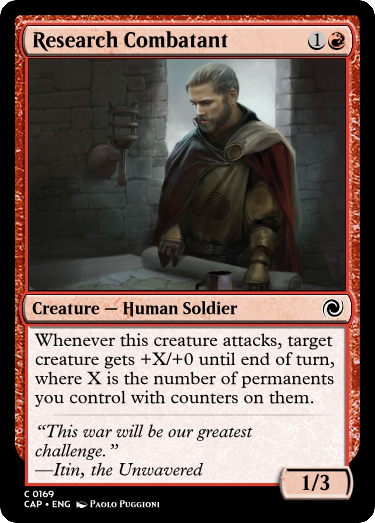 Research Combatant 1
Creature — Human Soldier
Whenever this creature attacks, target
creature gets +X/+0 until end of turn,
where X is the number of permanents
you control with counters on them.
“This war will be our greatest
challenge.”
—Itin, the Unwavered
1/3
C 0169
CAP • ENG Paolo Puggioni